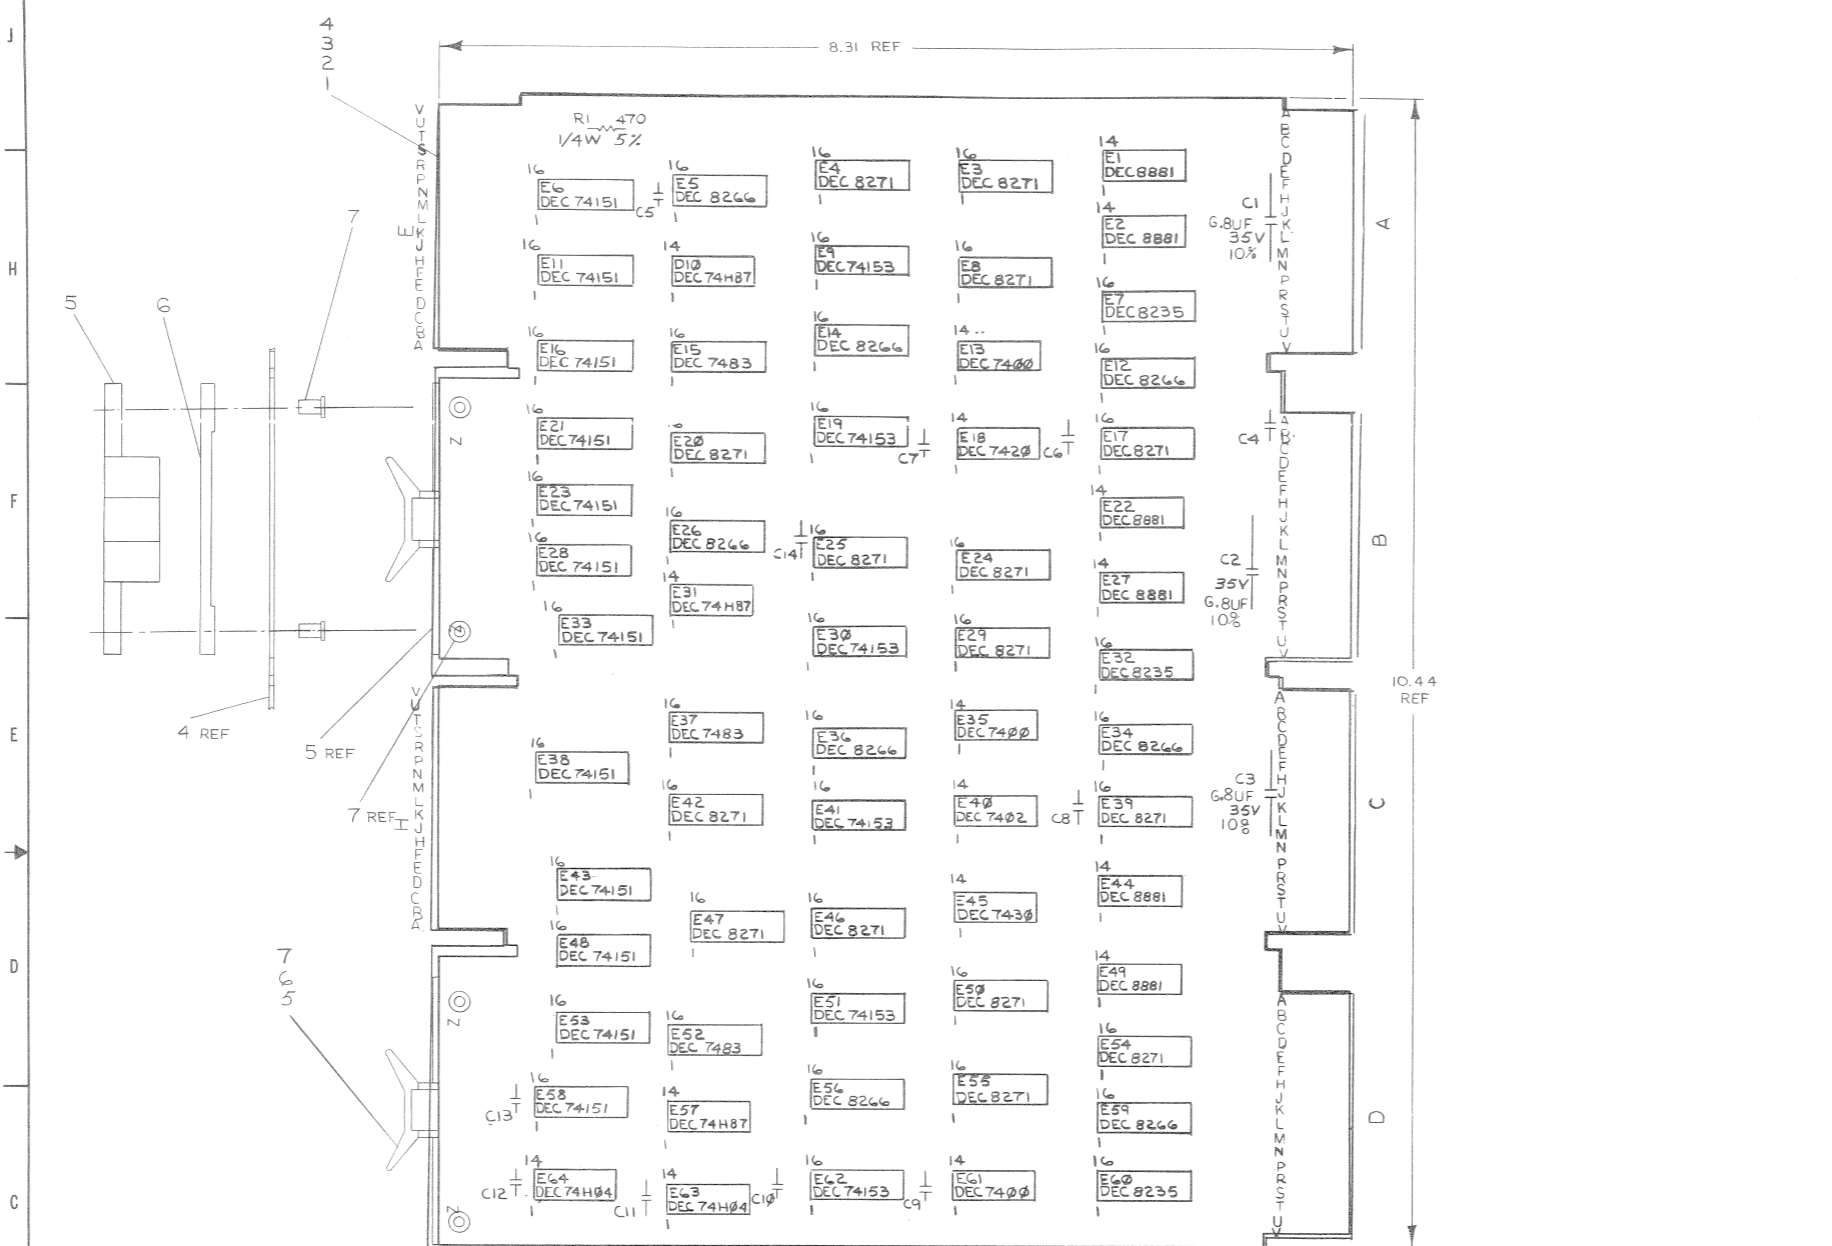 J
H
F
E
D
C
4
3
2
1
8.31 REF
10.44
REF
R1 470
1/4W 5%
V U T S R P N M L K J H F E D C B A
E
A B C D E F H J K L M N P R S T U V
A
16
E6
DEC 74151
C5
16
E5
DEC 8266
16
E4
DEC 8271
16
E3
DEC 8271
14
E1
DEC 8881
14
E2
DEC 8881
C1
6.8UF
35V
10%
16
E11
DEC 74151
14
D10
DEC 74H87
16
E9
DEC 74153
16
E8
DEC 8271
16
E7
DEC 8235
16
E16
DEC 74151
16
E15
DEC 7483
16
E14
DEC 8266
14
E13
DEC 7400
16
E12
DEC 8266
5
6
7
4 REF
5 REF
7 REF
Z
16
E21
DEC 74151
E20
DEC 8271
16
E19
DEC 74153
C7
14
E18
DEC 7420
C6
16
E17
DEC 8271
C4
A B C D E F H J K L M N P R S T U V
B
16
E23
DEC 74151
16
E26
DEC 8266
C14
16
E25
DEC 8271
16
E24
DEC 8271
14
E22
DEC 8881
16
E28
DEC 74151
14
E31
DEC 74H87
14
E27
DEC 8881
C2
35V
6.8UF
10%
16
E33
DEC 74151
16
E30
DEC 74153
16
E29
DEC 8271
16
E32
DEC 8235
V U T S R P N M L K J H F E D C B A
H
A B C D E F H J K L M N P R S T U V
C
16
E38
DEC 74151
16
E37
DEC 7483
16
E36
DEC 8266
14
E35
DEC 7400
16
E34
DEC 8266
C3
6.8UF
35V
10%
16
E42
DEC 8271
16
E41
DEC 74153
14
E40
DEC 7402
C8
16
E39
DEC 8271
16
E43
DEC 74151
16
E47
DEC 8271
16
E46
DEC 8271
14
E45
DEC 7430
14
E44
DEC 8881
16
E48
DEC 74151
7
6
5
Z
16
E53
DEC 74151
16
E52
DEC 7483
16
E51
DEC 74153
16
E50
DEC 8271
14
E49
DEC 8881
16
E54
DEC 8271
A B C D E F H J K L M N P R S T U V
D
C13
16
E58
DEC 74151
14
E57
DEC 74H87
16
E56
DEC 8266
16
E55
DEC 8271
16
E59
DEC 8266
Z
C12
14
E64
DEC 74H04
C11
14
E63
DEC 74H04
C10
16
E62
DEC 74153
C9
14
E61
DEC 7400
16
E60
DEC 8235